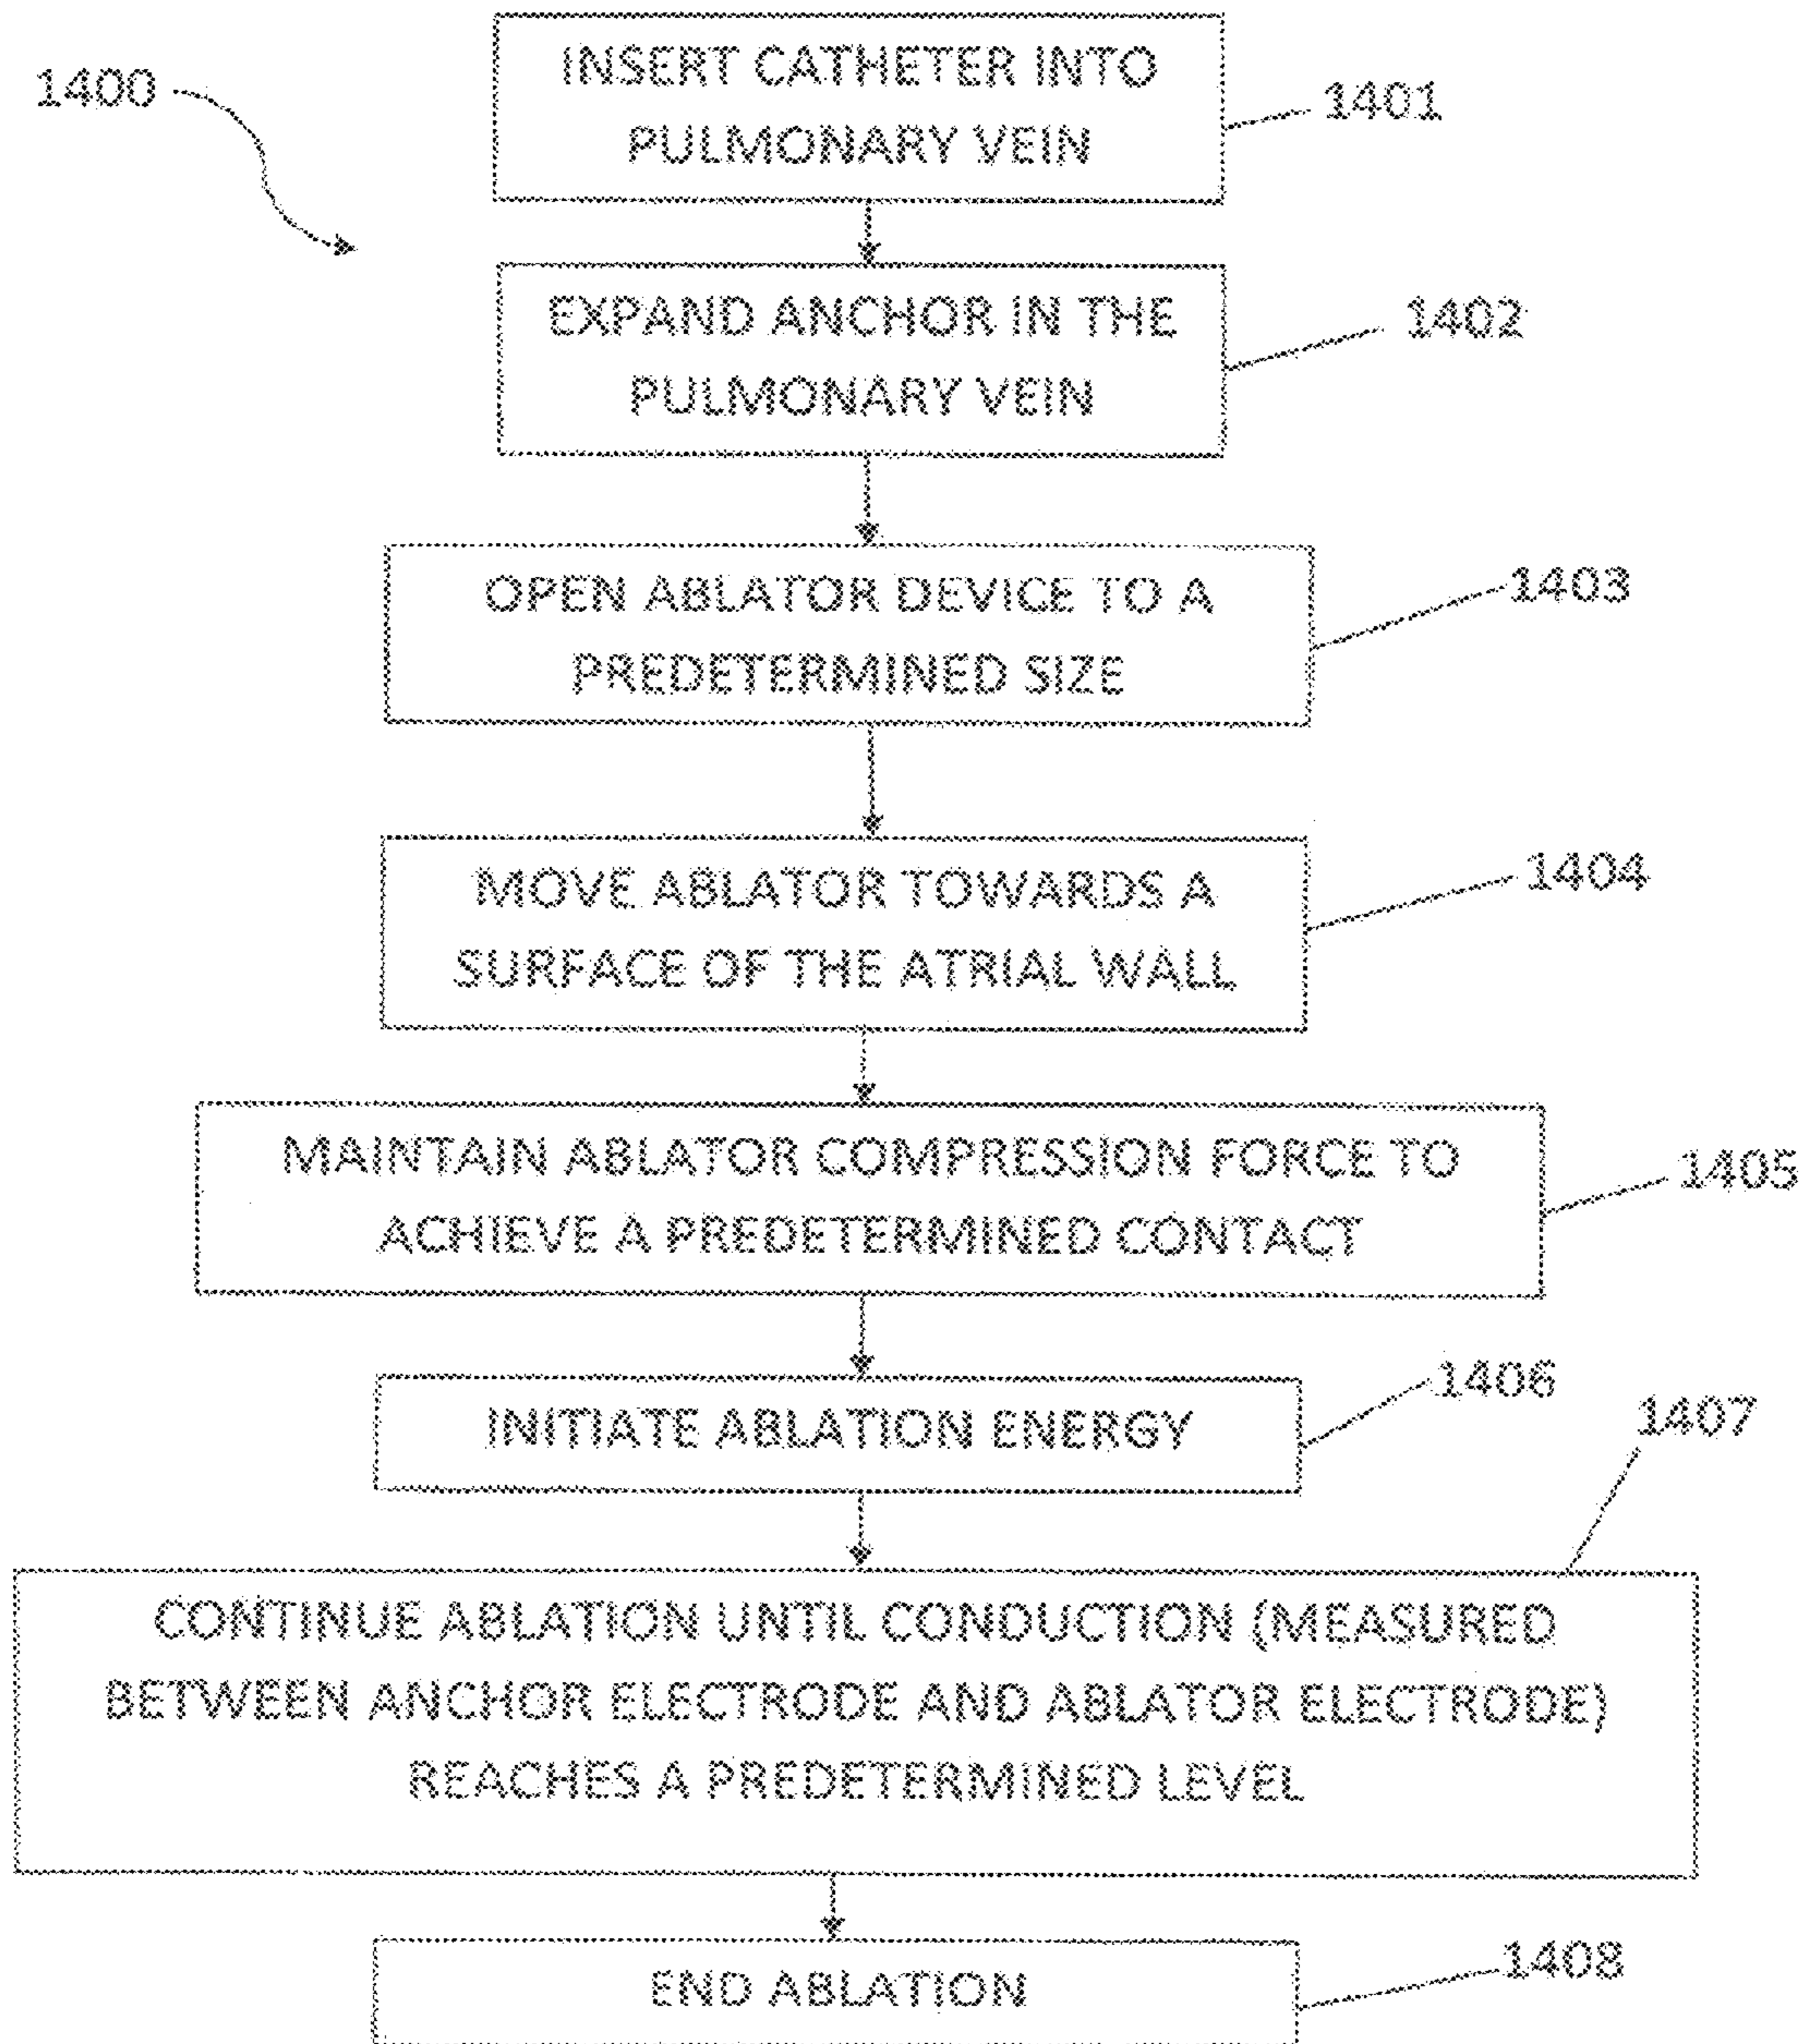 1400
INSERT CATHETER INTO
PULMONARY VEIN
1401
EXPAND ANCHOR IN THE
PULMONARY VEIN
1402
OPEN ABLATOR DEVICE TO A
PREDETERMINED SIZE
1403
MOVE ABLATOR TOWARDS A
SURFACE OF THE ATRIAL WALL
1404
MAINTAIN ABLATOR COMPRESSION FORCE TO
ACHIEVE A PREDETERMINED CONTACT
1405
INITIATE ABLATION ENERGY
1406
1407
CONTINUE ABLATION UNTIL CONDUCTION (MEASURED
BETWEEN ANCHOR ELECTRODE AND ABLATOR ELECTRODE)
REACHES A PREDETERMINED LEVEL
END ABLATION
1408